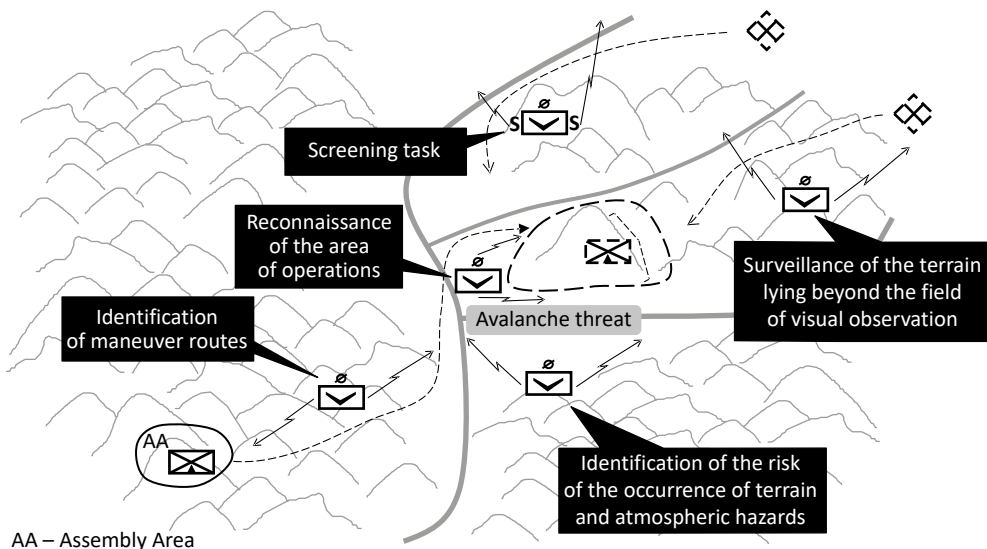 Screening task
S S
Reconnaissance
of the area
of operations
Surveillance of the terrain
lying beyond the field
of visual observation
Identification
of maneuver routes
Avalanche threat
AA
Identification of the risk
of the occurrence of terrain
and atmospheric hazards
AA – Assembly Area